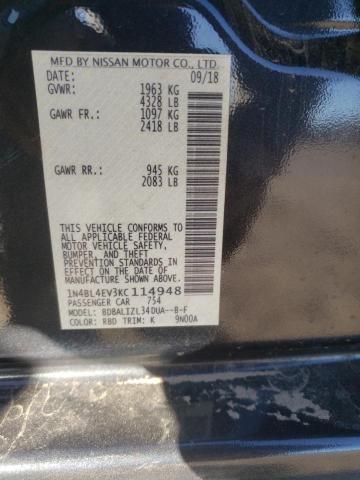 MFD BY NISSAN MOTOR CO., LTD.
DATE: 09/18
GVWR: 1963 KG
4328 LB
GAWR FR.: 1097 KG
2418 LB
GAWR RR.: 945 KG
2083 LB
THIS VEHICLE CONFORMS TO
ALL APPLICABLE FEDERAL
MOTOR VEHICLE SAFETY,
BUMPER, AND THEFT
PREVENTION STANDARDS IN
EFFECT ON THE DATE OF
MANUFACTURE SHOWN ABOVE.
1N4BL4EV3KC114948
PASSENGER CAR 754
MODEL: BDBALIZL34DUA--B-F
COLOR: RBD TRIM: K 9N00A